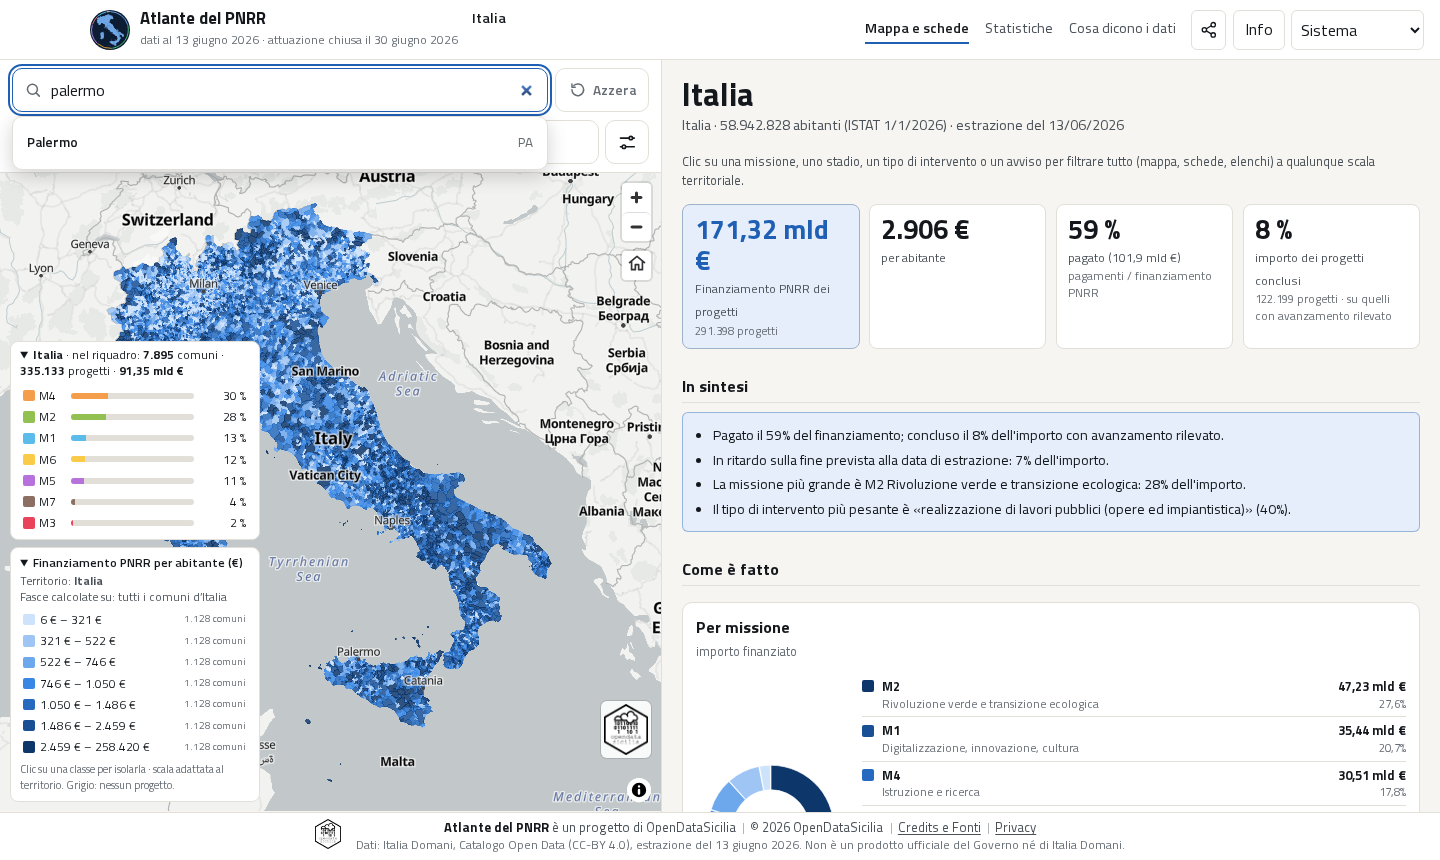 Atlante del PNRR
dati al 13 giugno 2026 · attuazione chiusa il 30 giugno 2026
Italia
Mappa e schede
Statistiche
Cosa dicono i dati
Info
Sistema
palermo
Azzera
Palermo
PA
Italia
Italia · 58.942.828 abitanti (ISTAT 1/1/2026) · estrazione del 13/06/2026
Clic su una missione, uno stadio, un tipo di intervento o un avviso per filtrare tutto (mappa, schede, elenchi) a qualunque scala
territoriale.
171,32 mld
€
Finanziamento PNRR dei
progetti
291.398 progetti
2.906 €
per abitante
59 %
pagato (101,9 mld €)
pagamenti / finanziamento
PNRR
8 %
importo dei progetti
conclusi
122.199 progetti · su quelli
con avanzamento rilevato
In sintesi
Pagato il 59% del finanziamento; concluso il 8% dell'importo con avanzamento rilevato.
In ritardo sulla fine prevista alla data di estrazione: 7% dell'importo.
La missione più grande è M2 Rivoluzione verde e transizione ecologica: 28% dell'importo.
Il tipo di intervento più pesante è «realizzazione di lavori pubblici (opere ed impiantistica)» (40%).
Come è fatto
Per missione
importo finanziato
M2
47,23 mld €
Rivoluzione verde e transizione ecologica
27,6%
M1
35,44 mld €
Digitalizzazione, innovazione, cultura
20,7%
M4
30,51 mld €
Istruzione e ricerca
17,8%
Zürich
Austria
Budapest
Hungary
Switzerland
Geneva
Slovenia
Lyon
Milan
Venice
Croatia
Belgrade
Београд
Bosnia and
Herzegovina
Serbia
Србија
San Marino
Adriatic
Sea
Montenegro
Црна Гора
Italy
Vatican City
Albania
Naples
Tyrrhenian
Sea
Palermo
Catania
Malta
Italia · nel riquadro: 7.895 comuni ·
335.133 progetti · 91,35 mld €
M4 30 %
M2 28 %
M1 13 %
M6 12 %
M5 11 %
M7 4 %
M3 2 %
Finanziamento PNRR per abitante (€)
Territorio: Italia
Fasce calcolate su: tutti i comuni d'Italia
6 € – 321 € 1.128 comuni
321 € – 522 € 1.128 comuni
522 € – 746 € 1.128 comuni
746 € – 1.050 € 1.128 comuni
1.050 € – 1.486 € 1.128 comuni
1.486 € – 2.459 € 1.128 comuni
2.459 € – 258.420 € 1.128 comuni
Clic su una classe per isolarla · scala adattata al
territorio. Grigio: nessun progetto.
Atlante del PNRR è un progetto di OpenDataSicilia | © 2026 OpenDataSicilia | Credits e Fonti | Privacy
Dati: Italia Domani, Catalogo Open Data (CC-BY 4.0), estrazione del 13 giugno 2026. Non è un prodotto ufficiale del Governo né di Italia Domani.